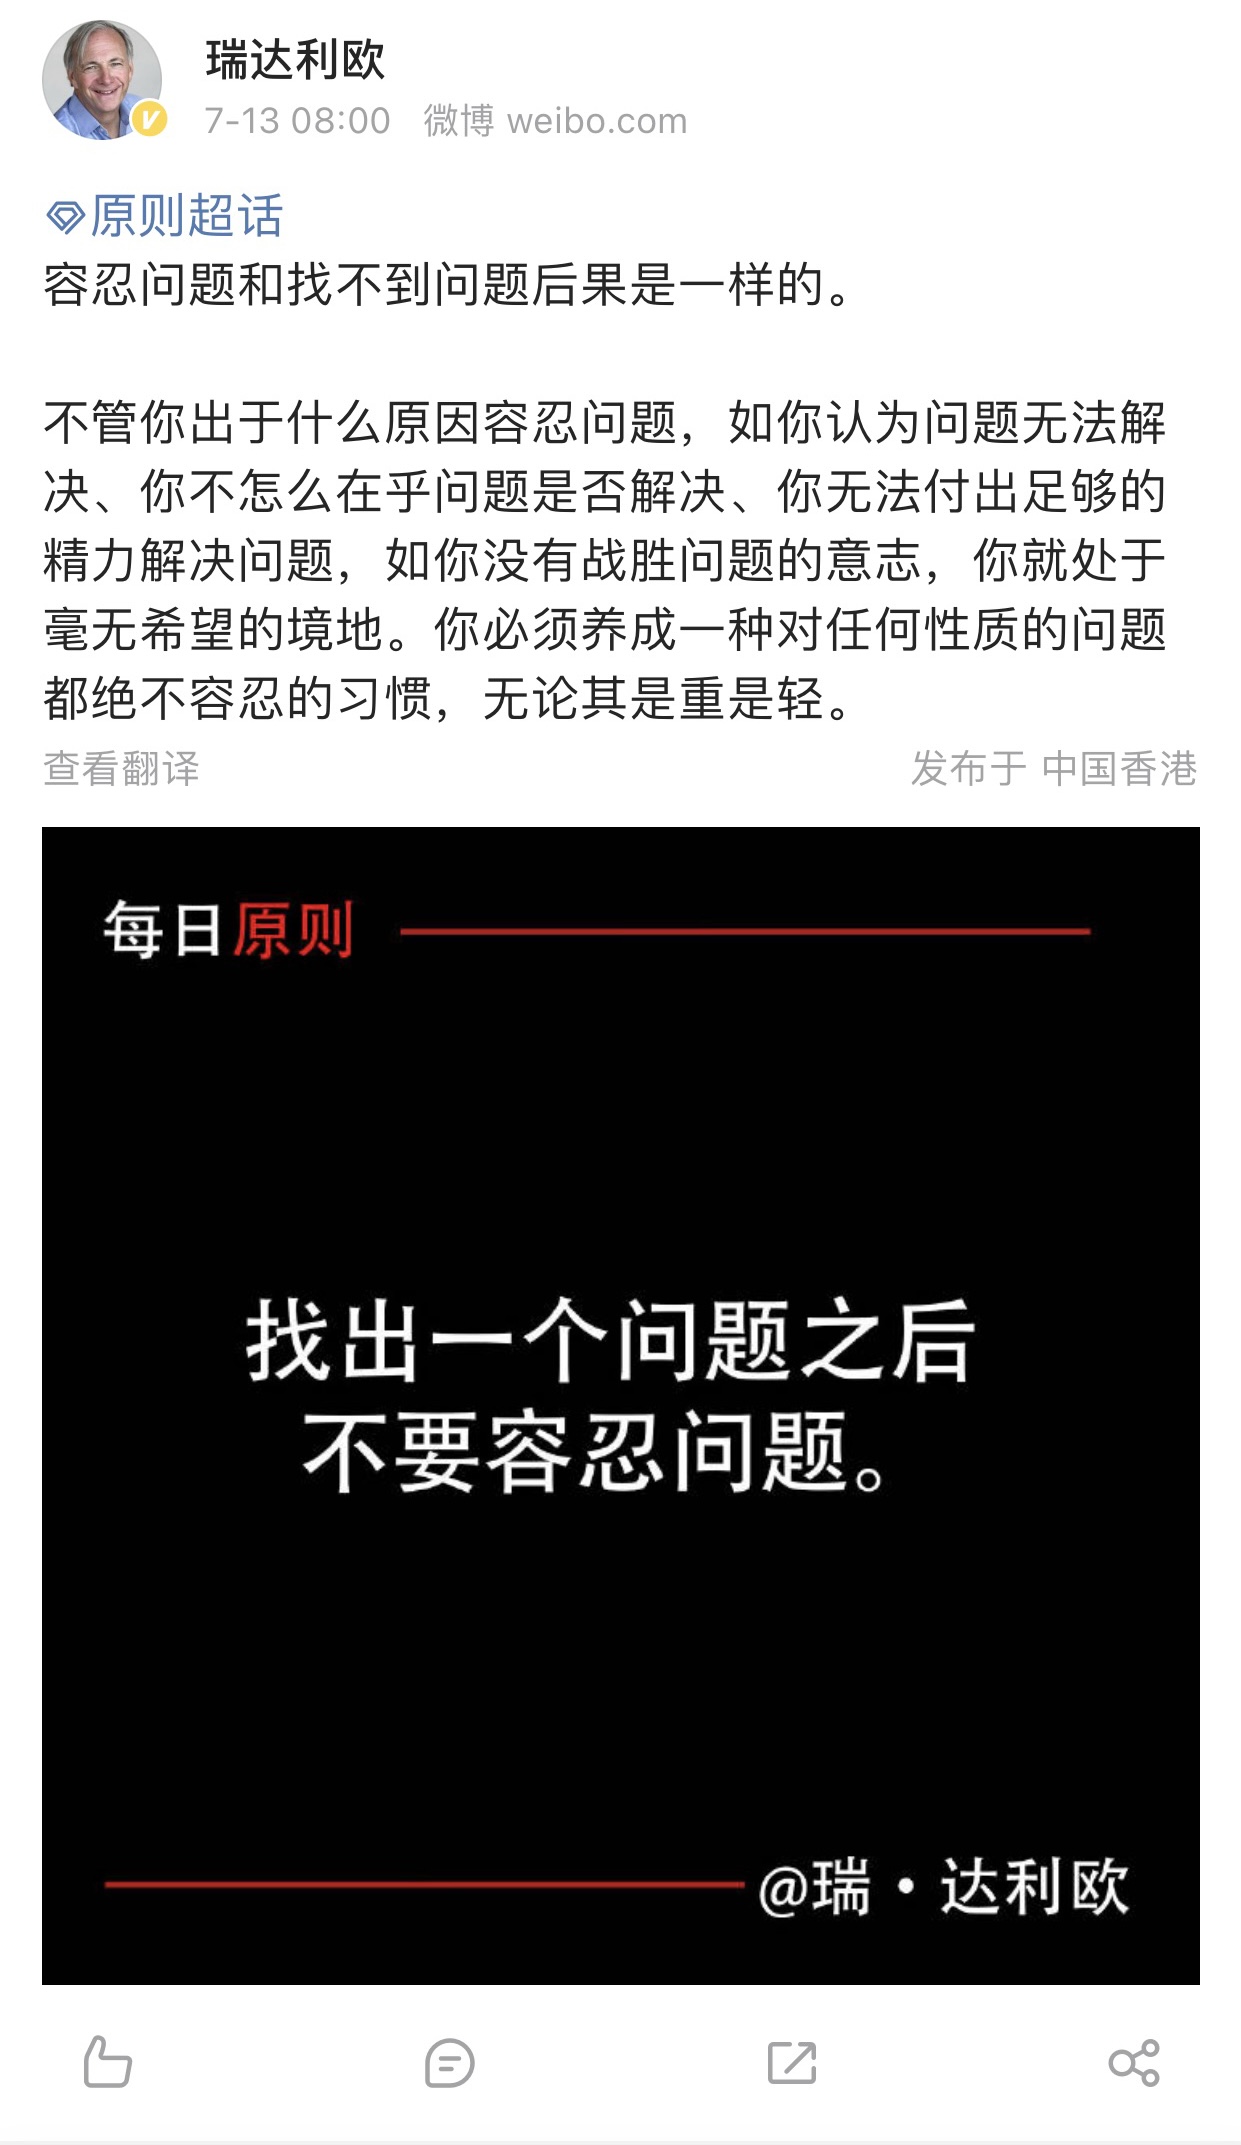 瑞达利欧
7-13 08:00 微博 weibo.com
原则超话
容忍问题和找不到问题后果是一样的。
不管你出于什么原因容忍问题，如你认为问题无法解
决、你不怎么在乎问题是否解决、你无法付出足够的
精力解决问题，如你没有战胜问题的意志，你就处于
毫无希望的境地。你必须养成一种对任何性质的问题
都绝不容忍的习惯，无论其是重是轻。
查看翻译 发布于 中国香港
每日原则
找出一个问题之后
不要容忍问题。
@瑞·达利欧